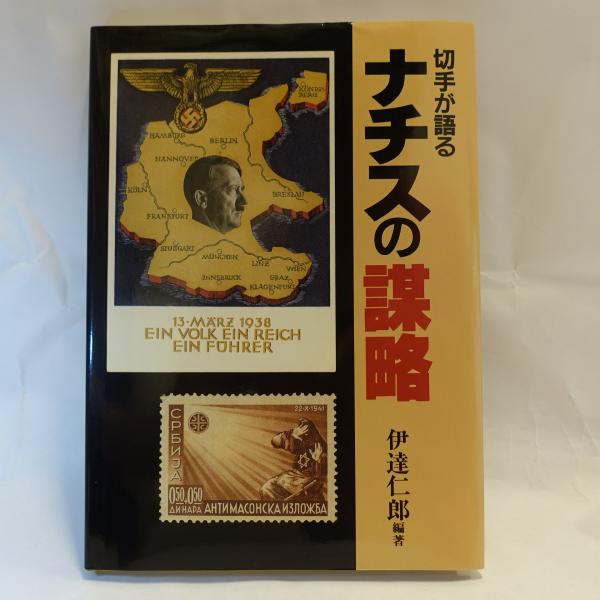 切手が語る
ナチスの謀略
伊達仁郎 編著
KÖNIGSBERG
HAMBURG
BERLIN
HANNOVER
KÖLN
BRESLAU
FRANKFURT
STUTTGART
MÜNCHEN
LINZ
WIEN
INNSBRUCK
GRAZ
KLAGENFURT
13·MÄRZ 1938
EIN VOLK EIN REICH
EIN FÜHRER
22-X-1941
СРБИЈА
0,50+0,50
ДИНАРА АНТИМАСОНСКА ИЗЛОЖБА